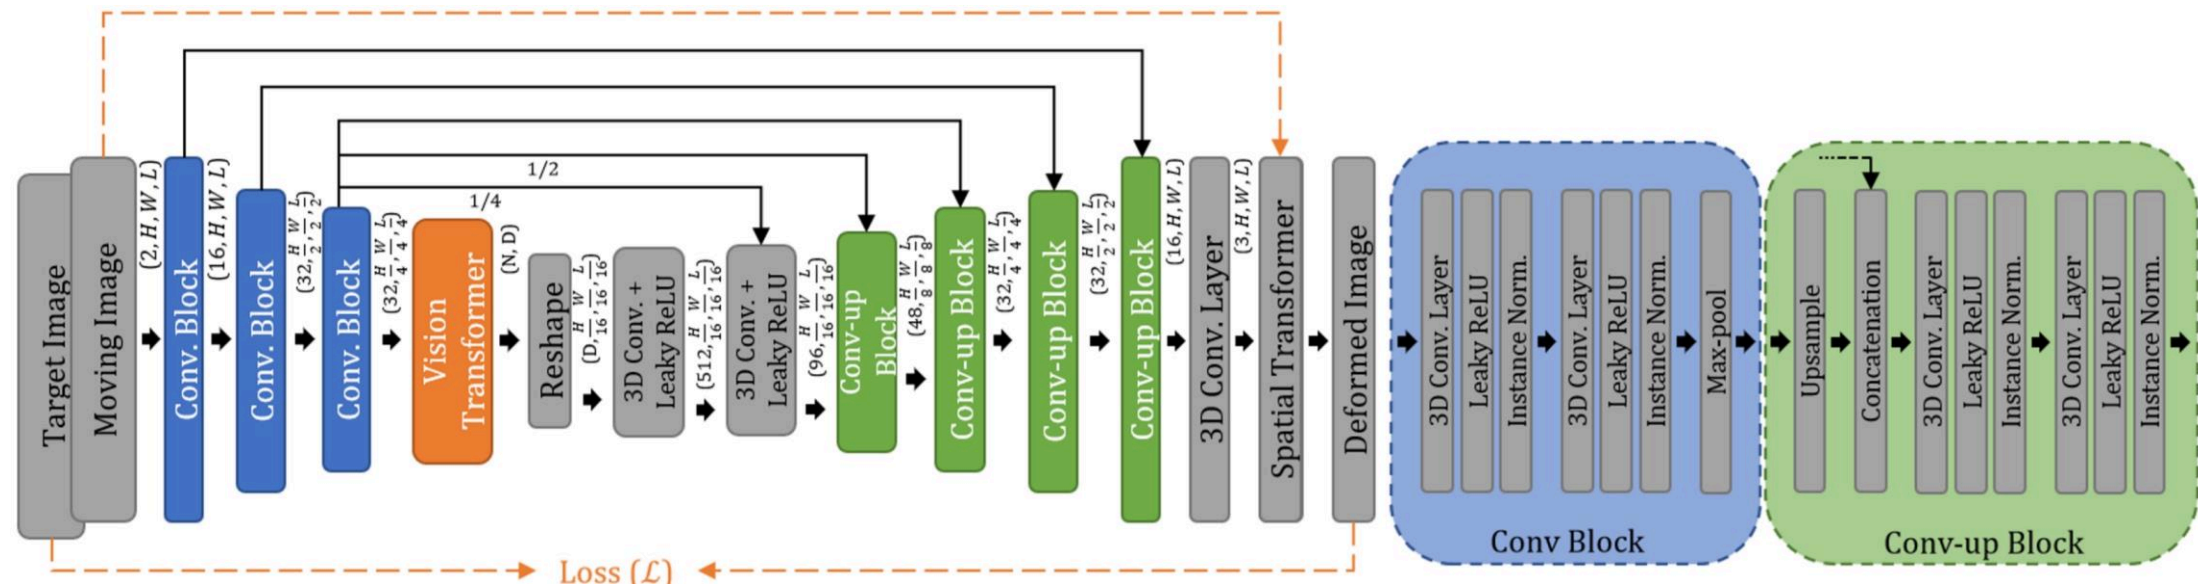 Target Image
Moving Image
(2, H, W, L)
Conv. Block
(16, H, W, L)
Conv. Block
(32, H/2, W/2, L/2)
Conv. Block
(32, H/4, W/4, L/4)
Vision
Transformer
(N, D)
Reshape
(D, H/16, W/16, L/16)
3D Conv. +
Leaky ReLU
(512, H/16, W/16, L/16)
3D Conv. +
Leaky ReLU
(96, H/16, W/16, L/16)
Conv-up
Block
(48, H/8, W/8, L/8)
Conv-up Block
(32, H/4, W/4, L/4)
Conv-up Block
(32, H/2, W/2, L/2)
Conv-up Block
(16, H, W, L)
3D Conv. Layer
(3, H, W, L)
Spatial Transformer
Deformed Image
1/2
1/4
Loss (ℒ)
3D Conv. Layer
Leaky ReLU
Instance Norm.
3D Conv. Layer
Leaky ReLU
Instance Norm.
Max-pool
Conv Block
Upsample
Concatenation
3D Conv. Layer
Leaky ReLU
Instance Norm.
3D Conv. Layer
Leaky ReLU
Instance Norm.
Conv-up Block